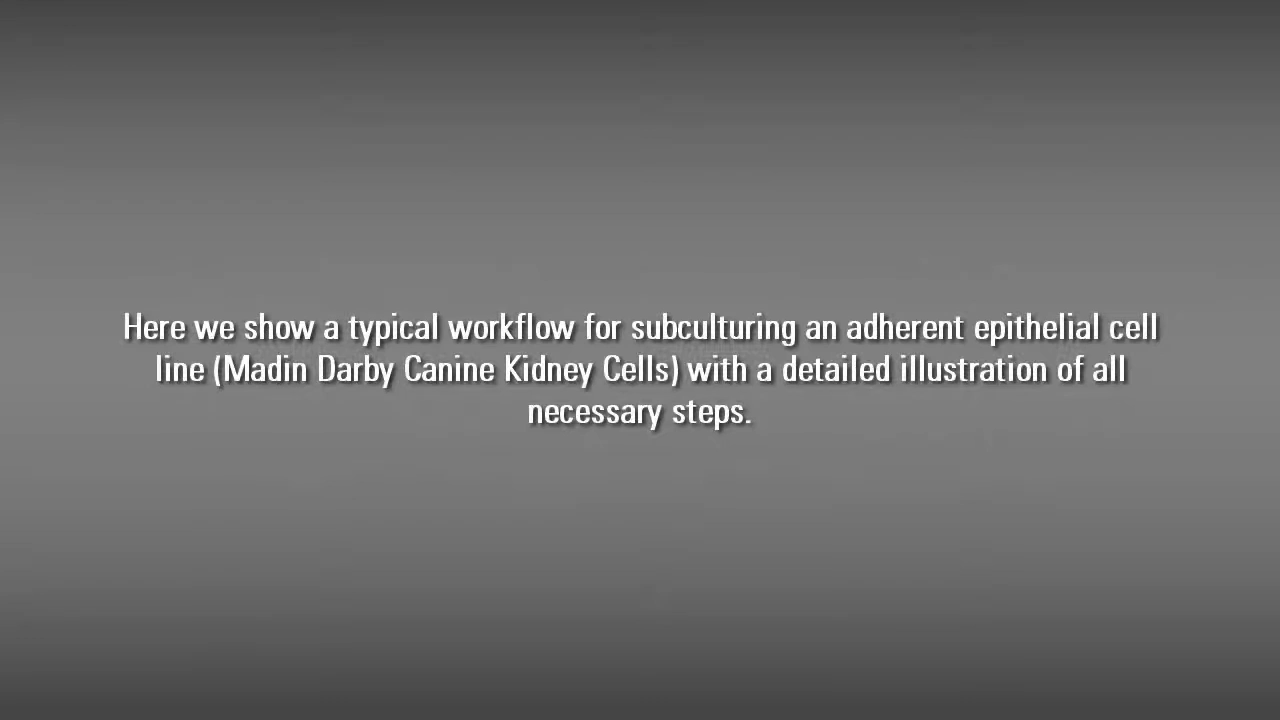 Here we show a typical workflow for subculturing an adherent epithelial cell
line (Madin Darby Canine Kidney Cells) with a detailed illustration of all
necessary steps.